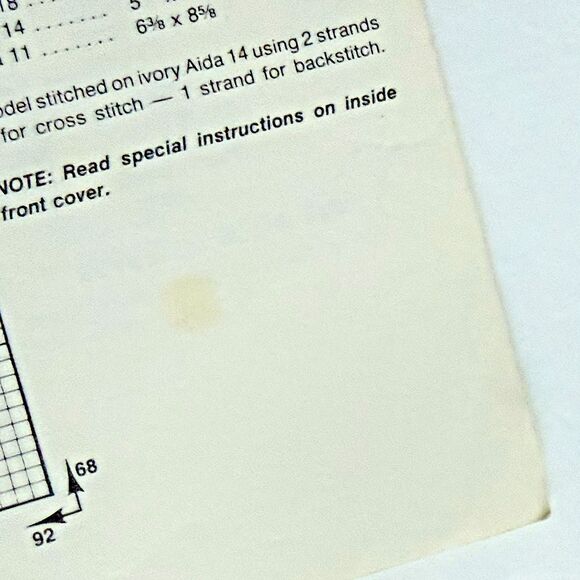 14 ........ 5
11 ........ 6⅜ x 8⅝
stitched on ivory Aida 14 using 2 strands
for cross stitch — 1 strand for backstitch.
NOTE: Read special instructions on inside
front cover.
68
92